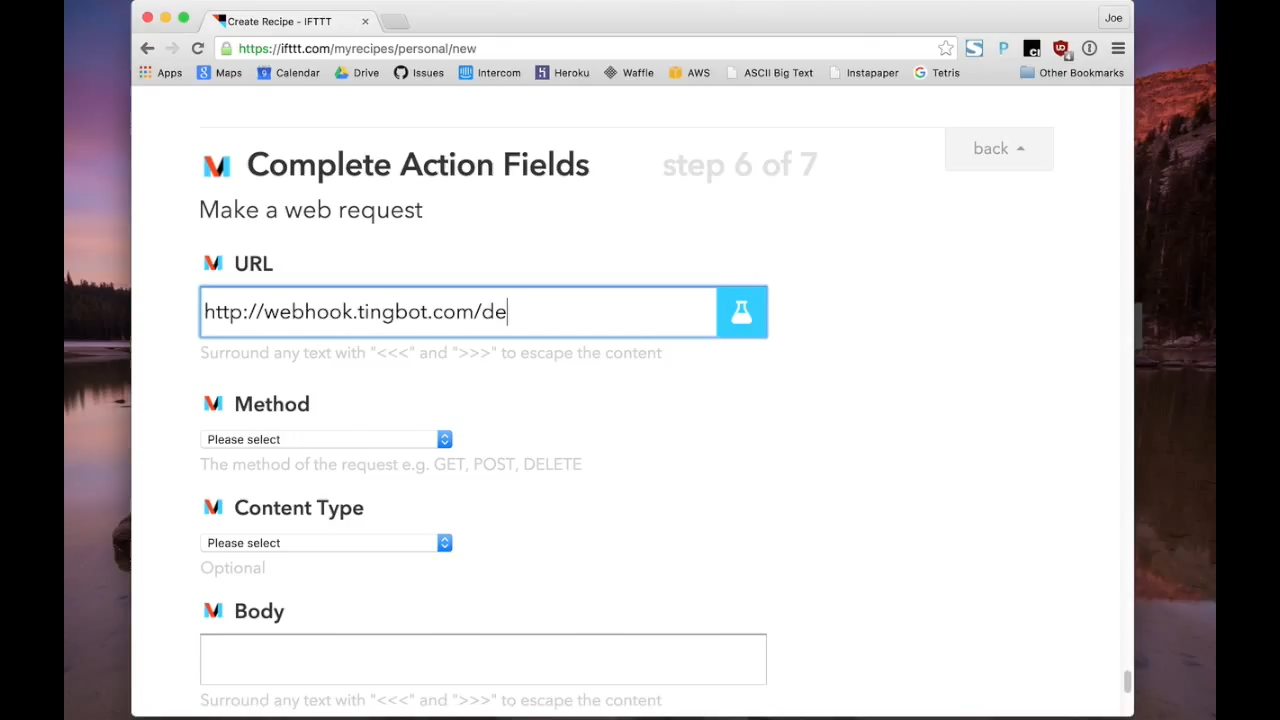 Create Recipe - IFTTT
Joe
https://ifttt.com/myrecipes/personal/new
Apps Maps Calendar Drive Issues Intercom Heroku Waffle AWS ASCII Big Text Instapaper Tetris Other Bookmarks
Complete Action Fields step 6 of 7 back
Make a web request
URL
http://webhook.tingbot.com/de
Surround any text with "<<<" and ">>>" to escape the content
Method
Please select
The method of the request e.g. GET, POST, DELETE
Content Type
Please select
Optional
Body
Surround any text with "<<<" and ">>>" to escape the content